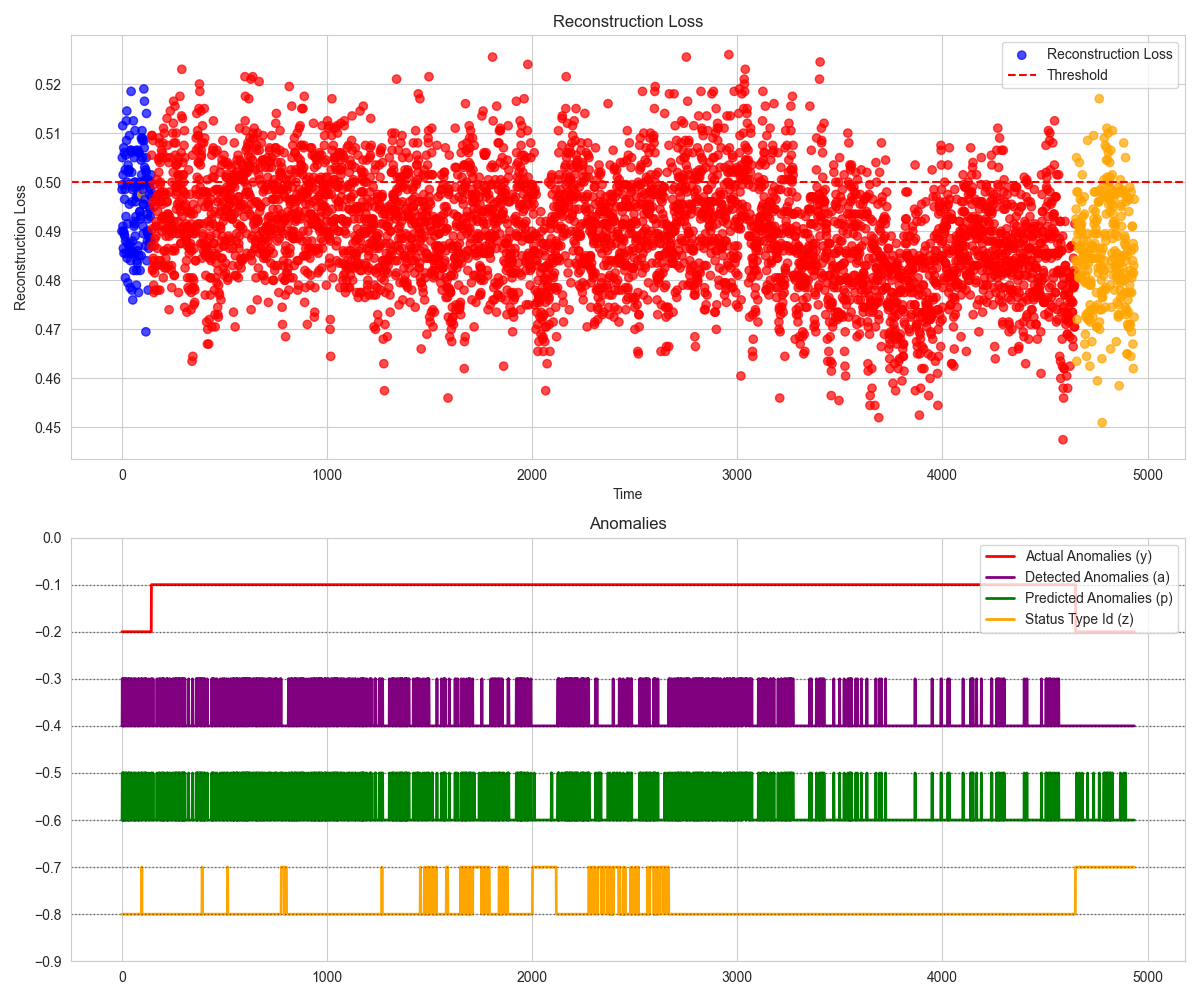 Reconstruction Loss
Reconstruction Loss
Threshold
0.52
0.51
0.50
0.49
0.48
0.47
0.46
0.45
Reconstruction Loss
0 1000 2000 3000 4000 5000
Time
Anomalies
Actual Anomalies (y)
Detected Anomalies (a)
Predicted Anomalies (p)
Status Type Id (z)
0.0
−0.1
−0.2
−0.3
−0.4
−0.5
−0.6
−0.7
−0.8
−0.9
0 1000 2000 3000 4000 5000